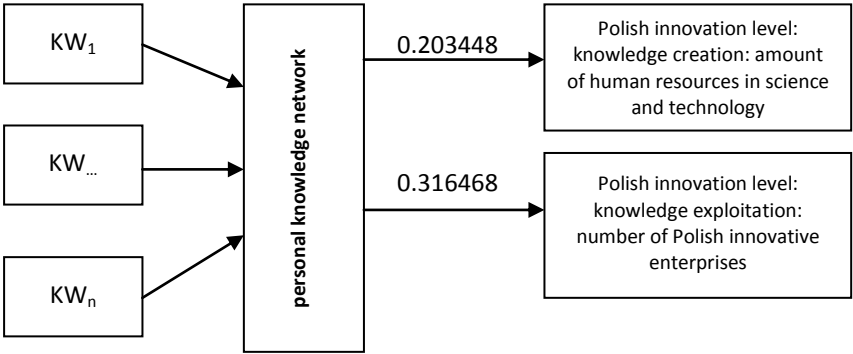 KW1
KW...
KWn
personal knowledge network
0.203448
0.316468
Polish innovation level:
knowledge creation: amount
of human resources in science
and technology
Polish innovation level:
knowledge exploitation:
number of Polish innovative
enterprises